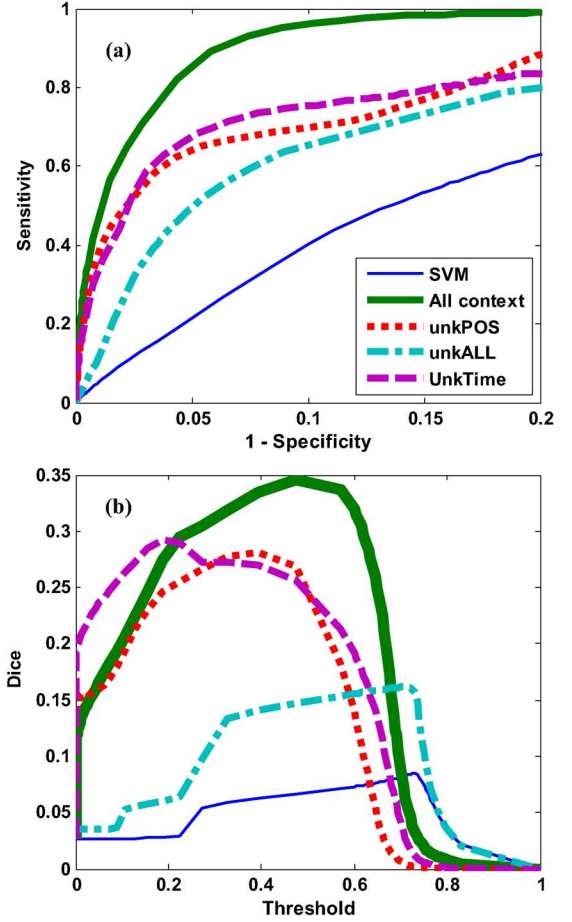 (a)
Sensitivity
1
0.8
0.6
0.4
0.2
0
0 0.05 0.1 0.15 0.2
1 - Specificity
SVM
All context
unkPOS
unkALL
UnkTime
(b)
Dice
0.35
0.3
0.25
0.2
0.15
0.1
0.05
0
0 0.2 0.4 0.6 0.8 1
Threshold